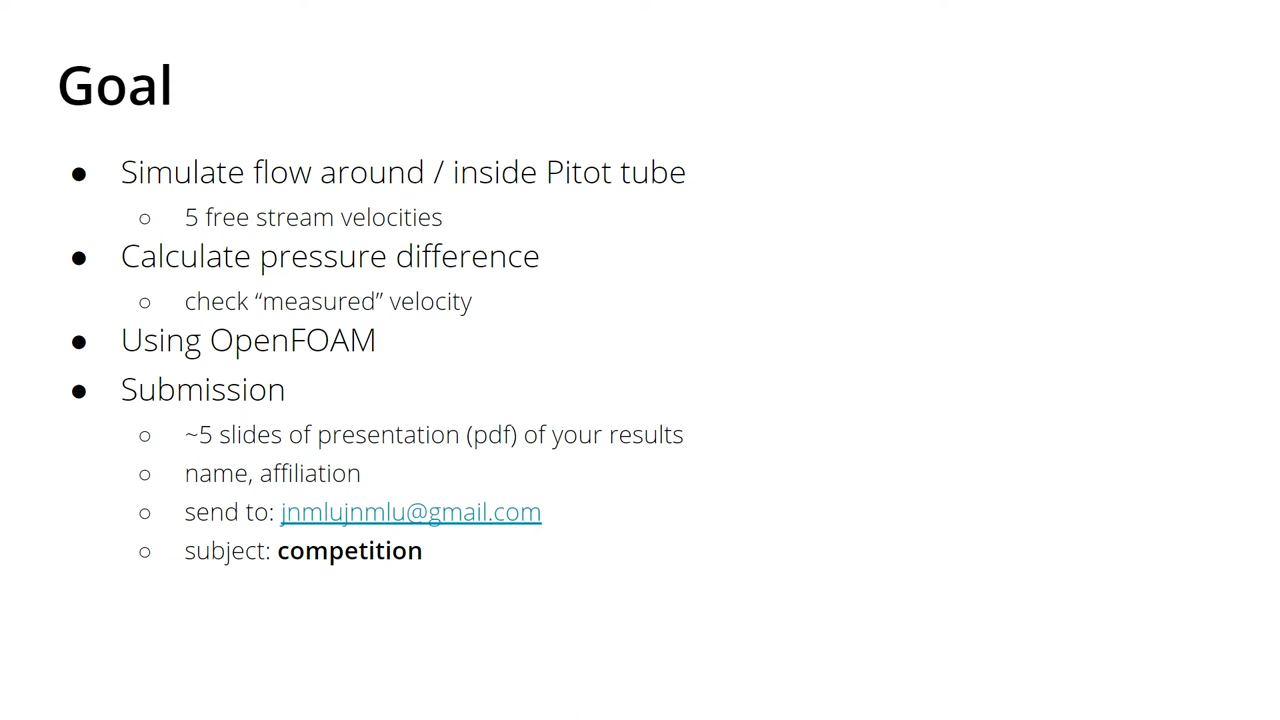 Goal
● Simulate flow around / inside Pitot tube
○ 5 free stream velocities
● Calculate pressure difference
○ check “measured” velocity
● Using OpenFOAM
● Submission
○ ~5 slides of presentation (pdf) of your results
○ name, affiliation
○ send to: jnmlujnmlu@gmail.com
○ subject: competition